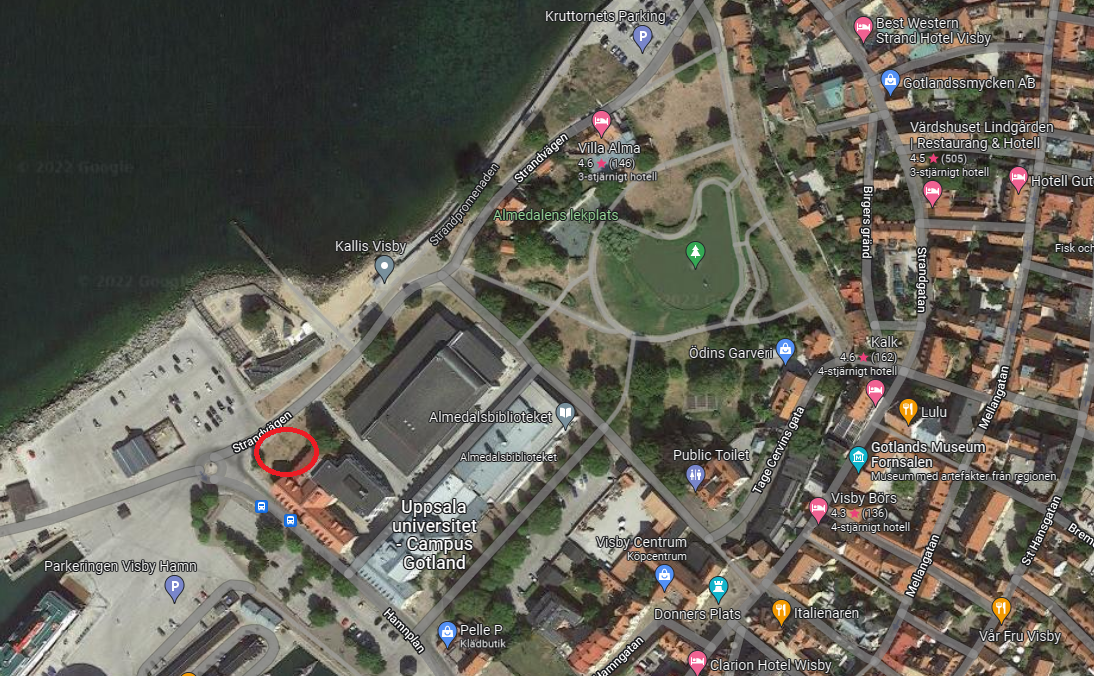 Kruttornets Parking
P
Best Western
Strand Hotel Visby
Gotlandssmycken AB
Värdshuset Lindgården
| Restaurang & Hotell
4.5 ★ (505)
3-stjärnigt hotell
Hotell Gut
Villa Alma
4.6 ★ (146)
3-stjärnigt hotell
Strandvägen
Strandpromenaden
© 2022 Google
Almedalens lekplats
Birgers gränd
Strandgatan
Fisk och
Kallis Visby
© 2022 Google
2022 G
Ödins Garveri
Kalk
4.6 ★ (162)
4-stjärnigt hotell
Mellangatan
Lulu
Almedalsbiblioteket
Almedalsbiblioteket
Strandvägen
Tage Cervins gata
Gotlands Museum
Fornsalen
Museum med artefakter från regionen.
Public Toilet
Visby Börs
4.3 ★ (136)
4-stjärnigt hotell
S:t Hansgatan
Brem
Uppsala
universitet
- Campus
Gotland
Visby Centrum
Köpcentrum
Mellangatan
Parkeringen Visby Hamn
P
Donners Plats
Italienaren
Vår Fru Visby
Hamnplan
Pelle P
Klädbutik
Hamngatan
Clarion Hotel Wisby